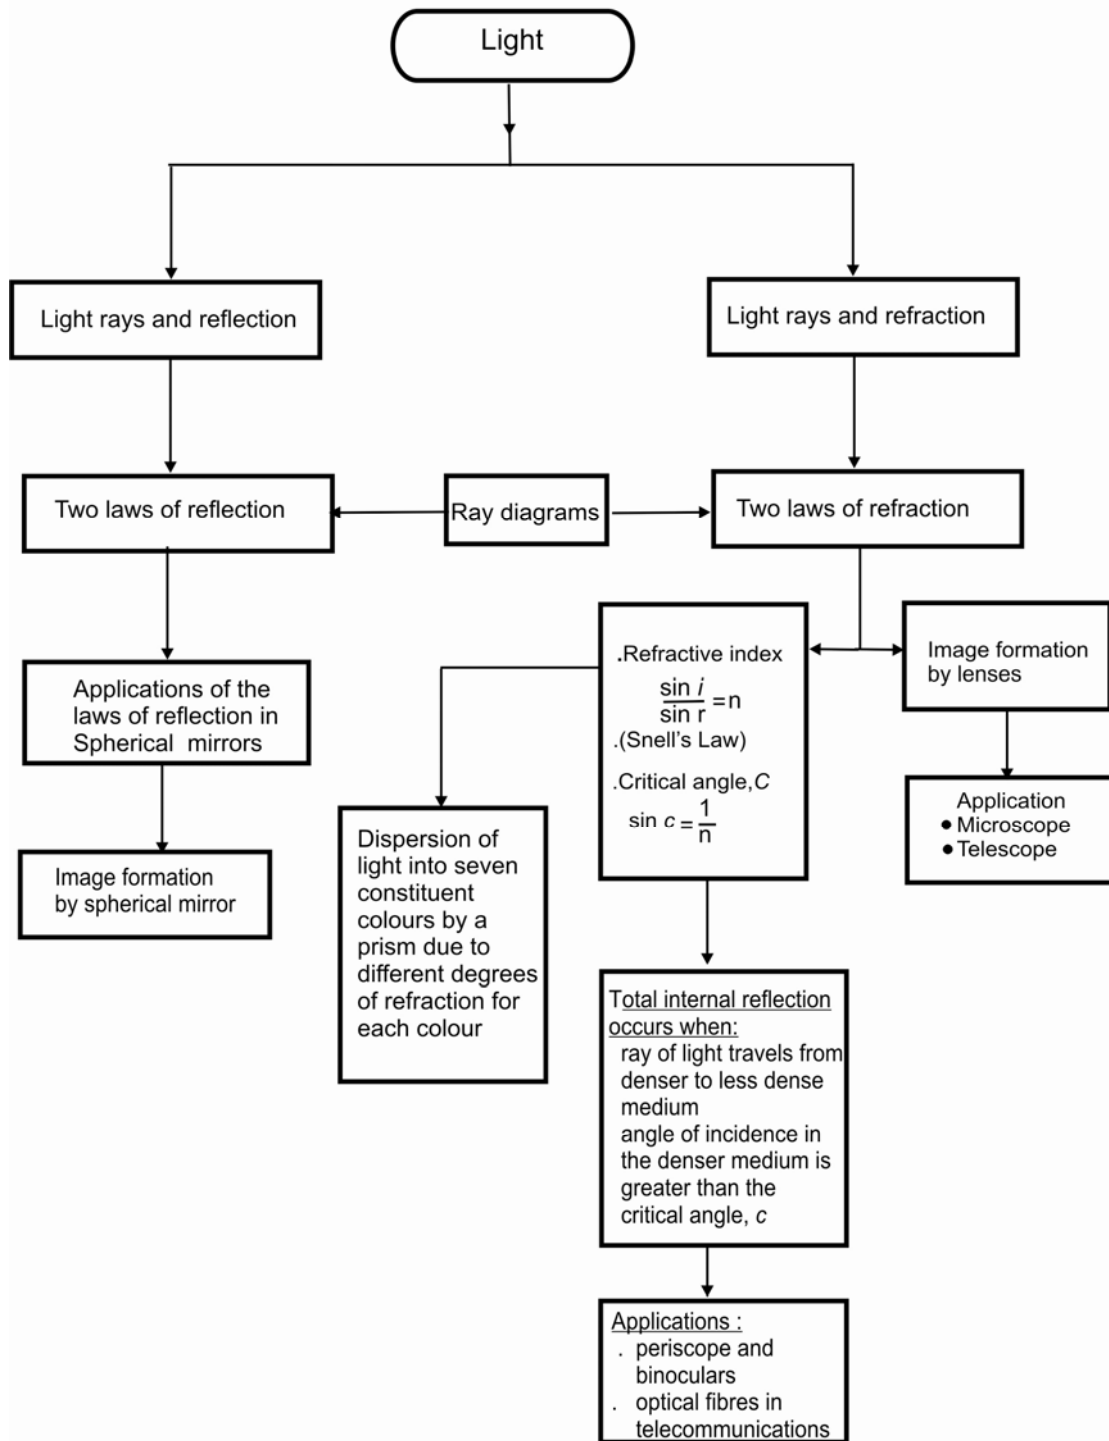 Light
Light rays and reflection
Light rays and refraction
Two laws of reflection
Ray diagrams
Two laws of refraction
Applications of the
laws of reflection in
Spherical mirrors
Image formation
by spherical mirror
.Refractive index
sin i / sin r = n
.(Snell's Law)
.Critical angle,C
sin c = 1/n
Image formation
by lenses
Application
● Microscope
● Telescope
Dispersion of
light into seven
constituent
colours by a
prism due to
different degrees
of refraction for
each colour
Total internal reflection
occurs when:
ray of light travels from
denser to less dense
medium
angle of incidence in
the denser medium is
greater than the
critical angle, c
Applications :
. periscope and
binoculars
. optical fibres in
telecommunications